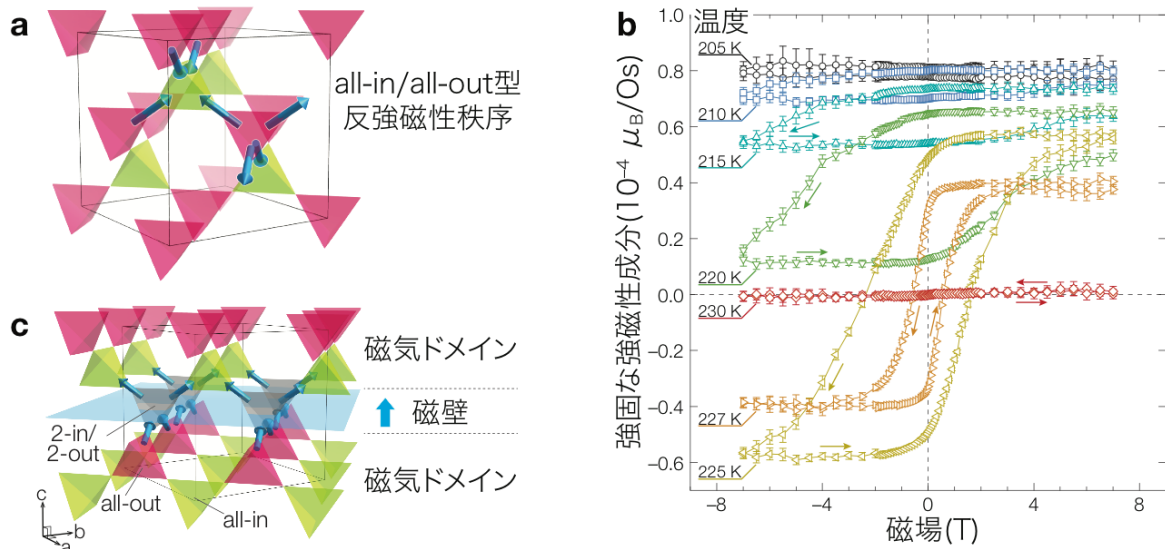 a
all-in/all-out型
反強磁性秩序
b
温度
205 K
210 K
215 K
220 K
230 K
227 K
225 K
強固な強磁性成分(10⁻⁴ μB/Os)
0.8
0.6
0.4
0.2
0.0
−0.2
−0.4
−0.6
−8
−4
0
4
8
磁場(T)
c
磁気ドメイン
磁壁
磁気ドメイン
2-in/
2-out
all-out
all-in
c
b
a